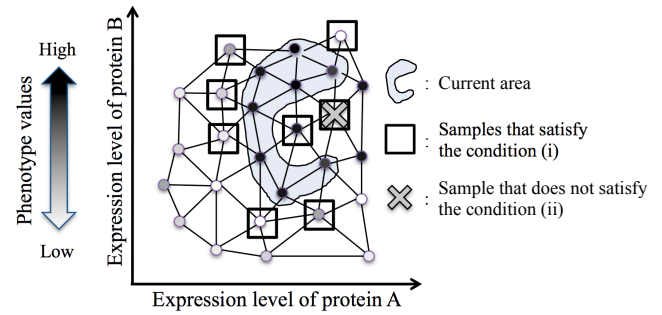 High
Phenotype values
Low
Expression level of protein B
Expression level of protein A
: Current area
: Samples that satisfy
the condition (i)
: Sample that does not satisfy
the condition (ii)